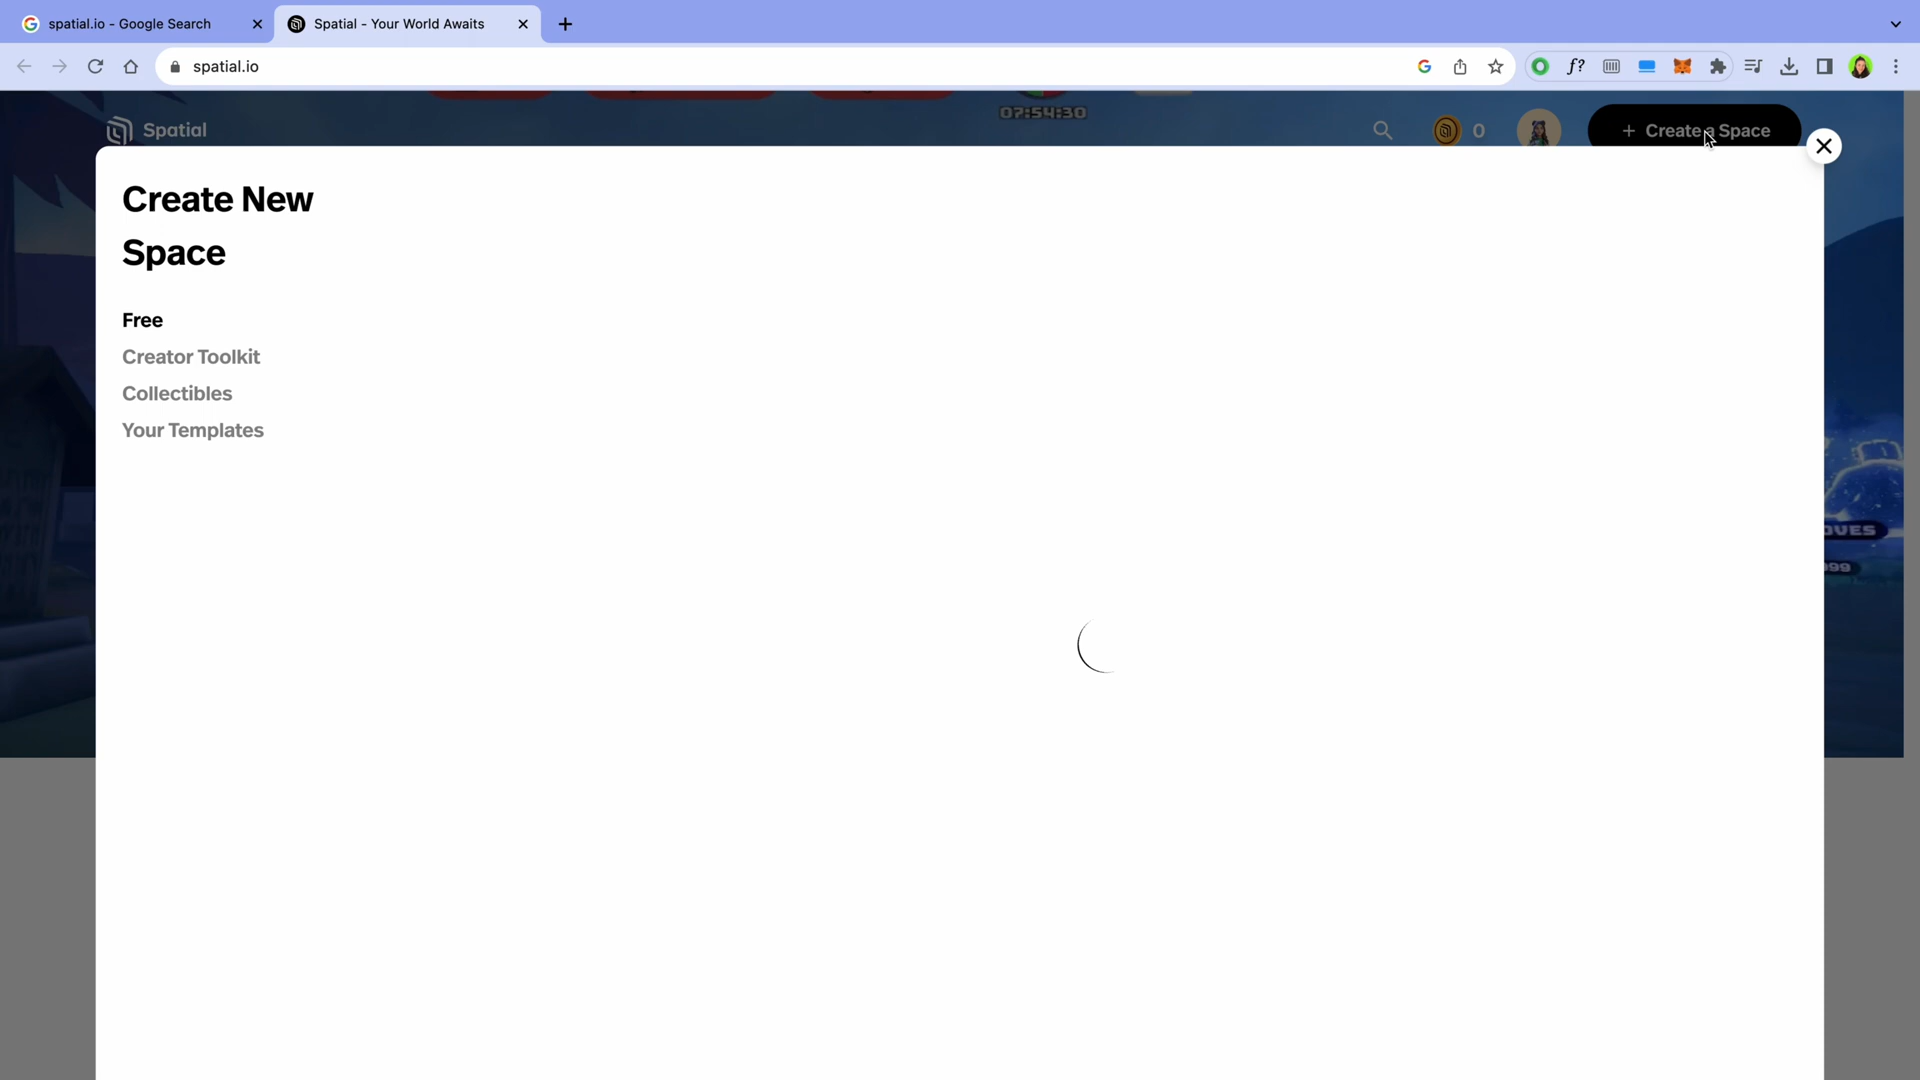 spatial.io - Google Search
Spatial - Your World Awaits
spatial.io
f?
07:54:30
Spatial
0
+ Create a Space
Create New
Space
Free
Creator Toolkit
Collectibles
Your Templates
999